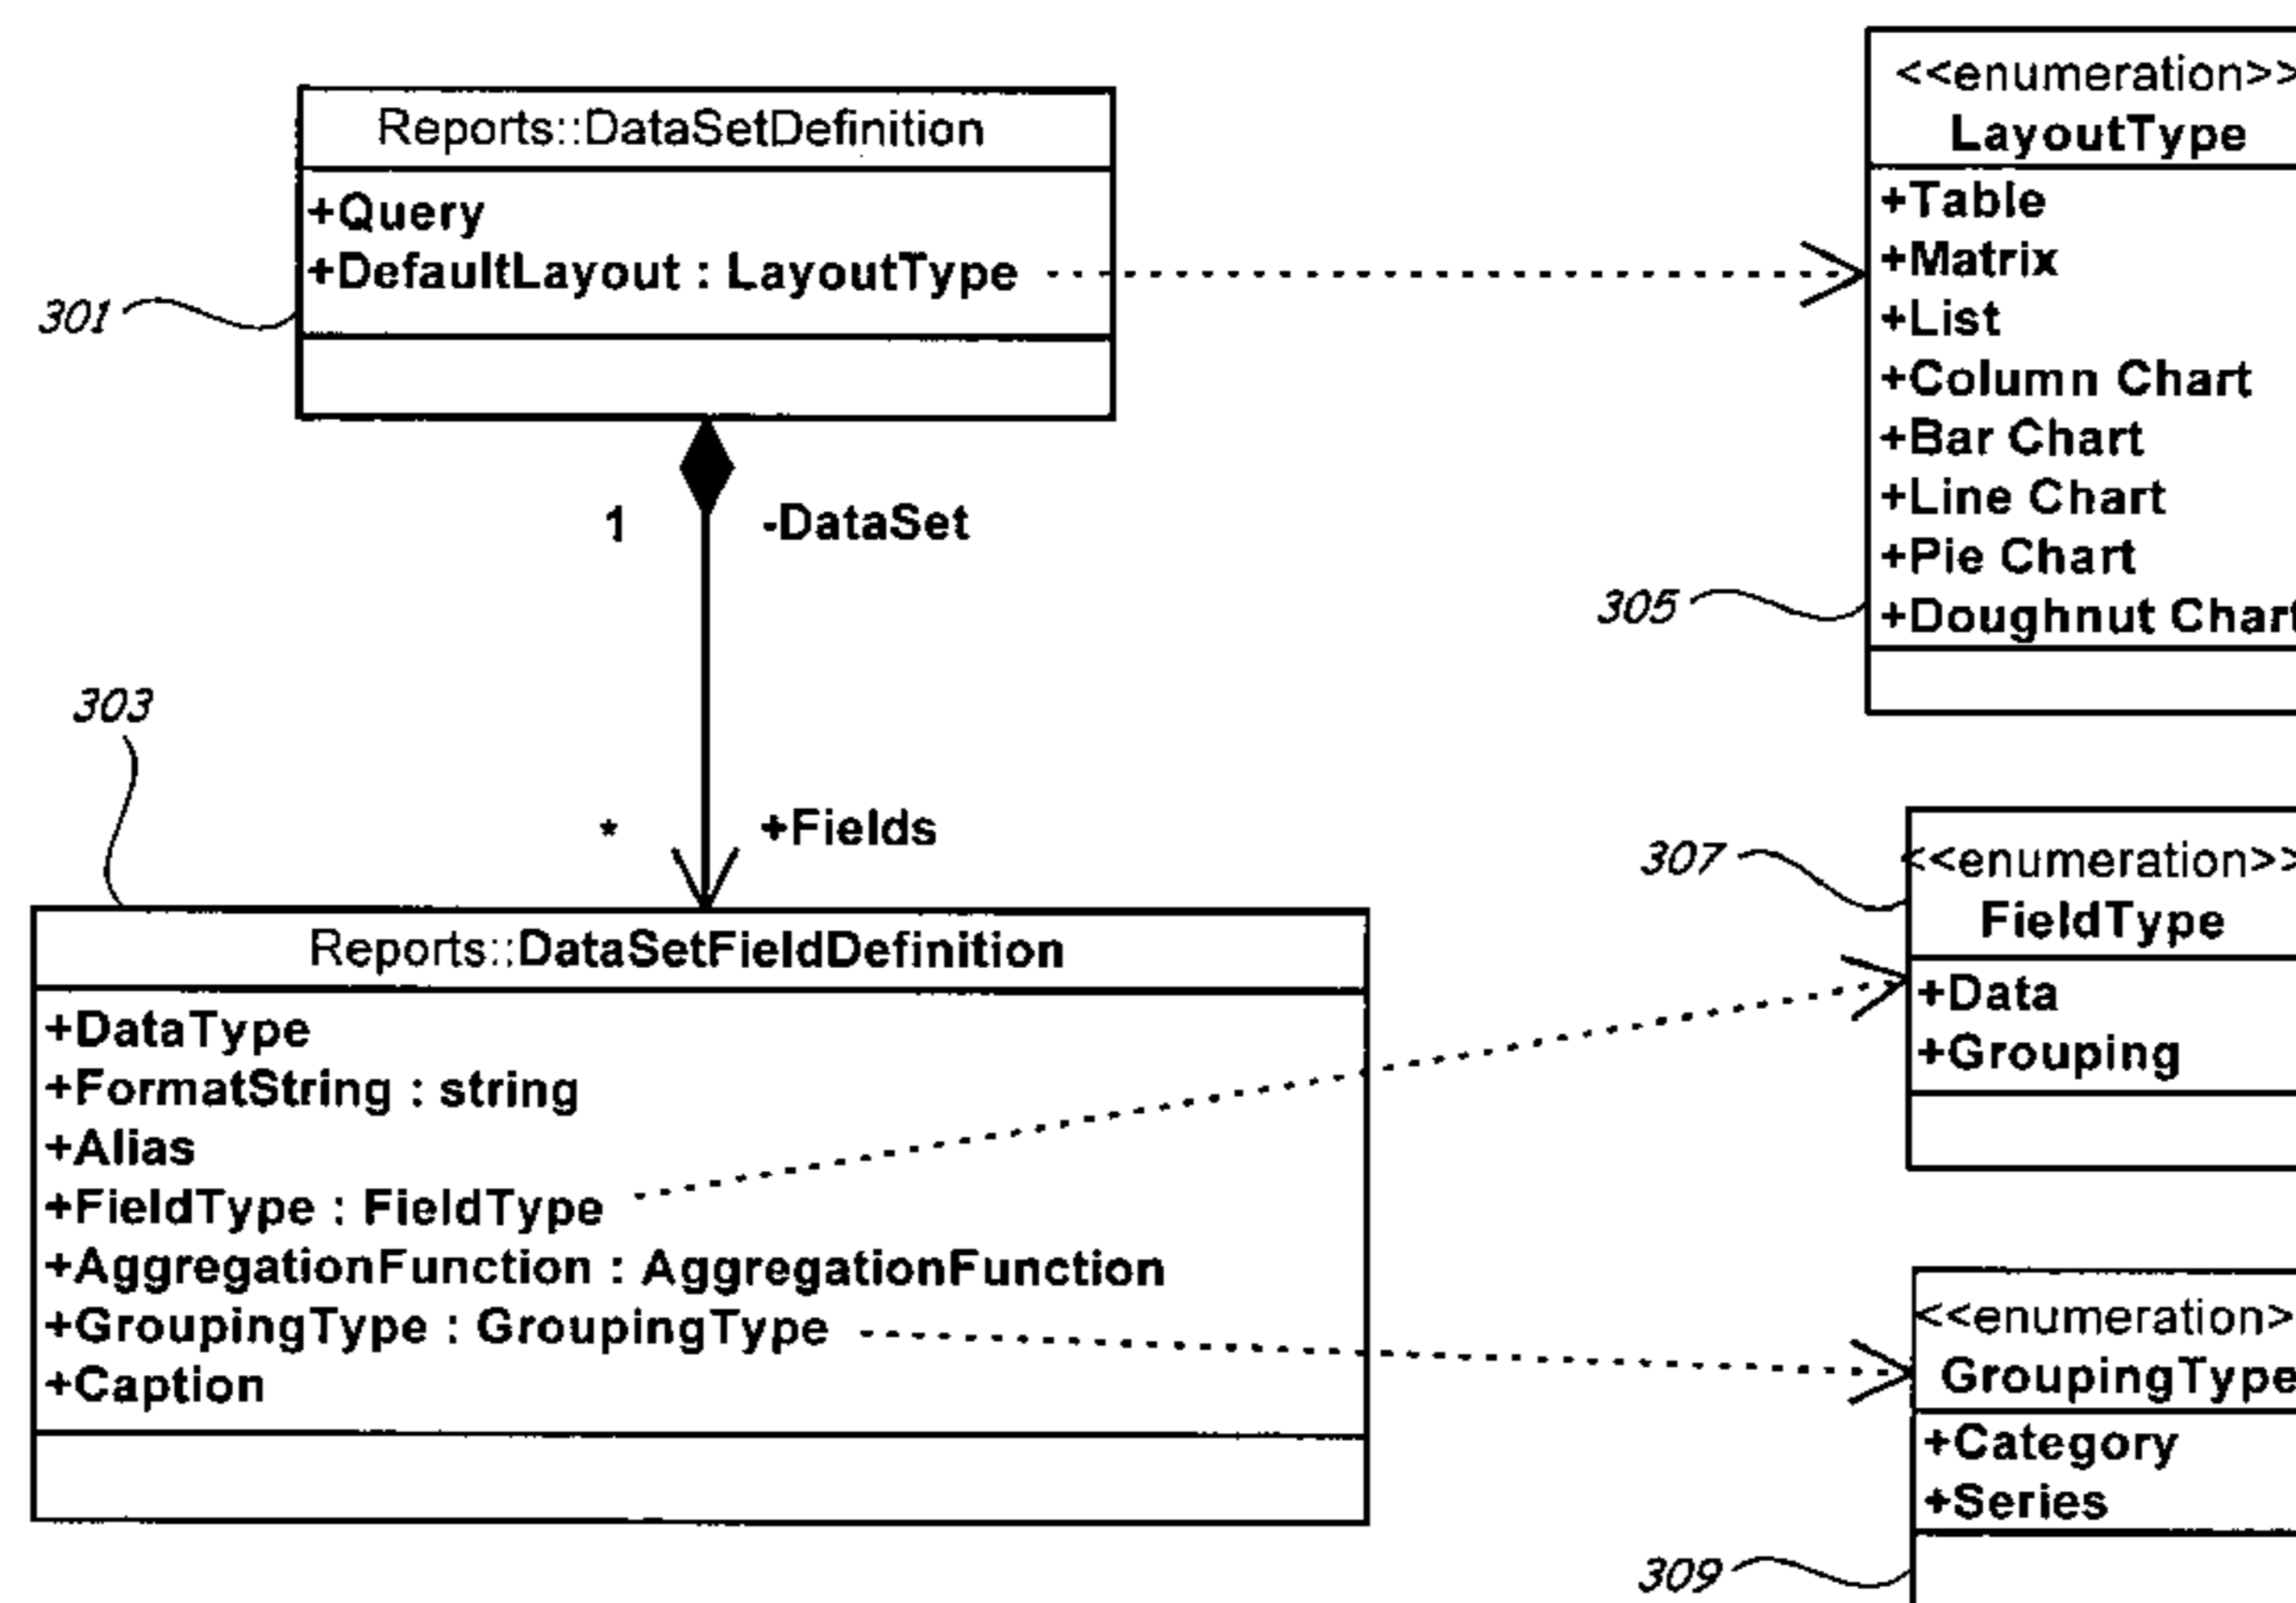 Reports::DataSetDefinition
+Query
+DefaultLayout : LayoutType
301
1
-DataSet
*
+Fields
303
Reports::DataSetFieldDefinition
+DataType
+FormatString : string
+Alias
+FieldType : FieldType
+AggregationFunction : AggregationFunction
+GroupingType : GroupingType
+Caption
<<enumeration>>
LayoutType
+Table
+Matrix
+List
+Column Chart
+Bar Chart
+Line Chart
+Pie Chart
+Doughnut Chart
305
307
<<enumeration>>
FieldType
+Data
+Grouping
<<enumeration>
GroupingType
+Category
+Series
309